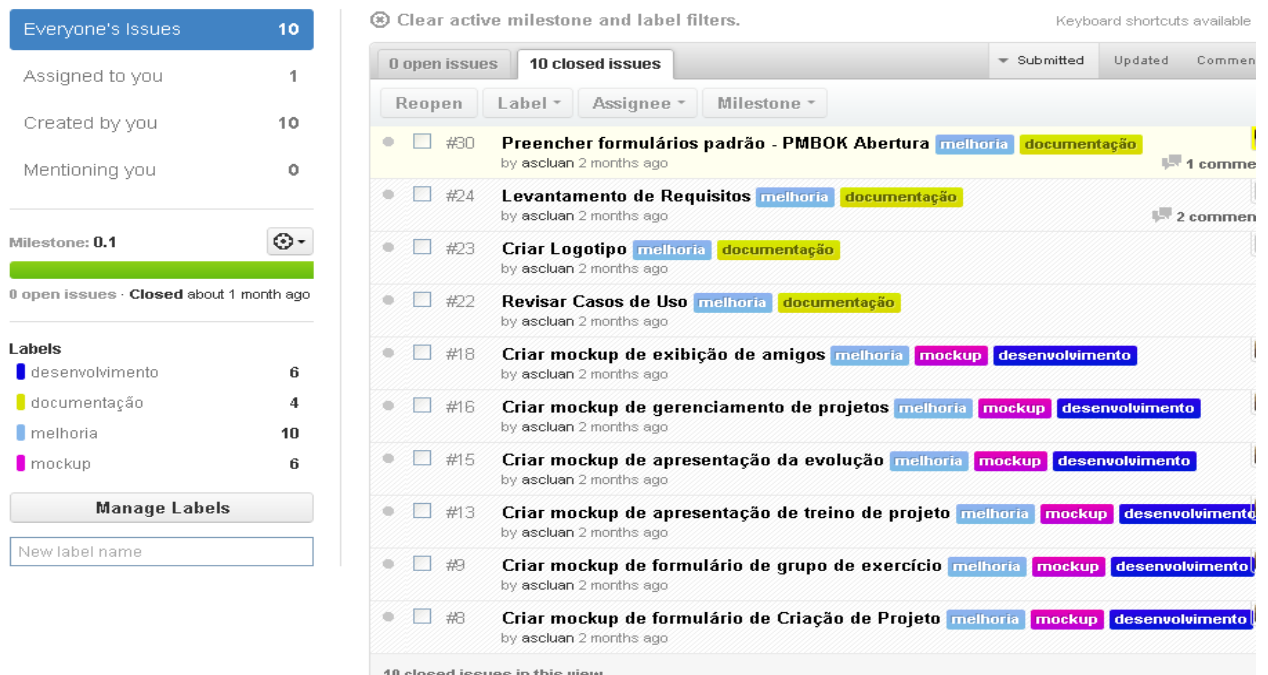 Everyone's Issues 10
Assigned to you 1
Created by you 10
Mentioning you 0
Milestone: 0.1
0 open issues · Closed about 1 month ago
Labels
desenvolvimento 6
documentação 4
melhoria 10
mockup 6
Manage Labels
New label name
Clear active milestone and label filters.
Keyboard shortcuts available
0 open issues 10 closed issues Submitted Updated Commen
Reopen Label Assignee Milestone
#30 Preencher formulários padrão - PMBOK Abertura melhoria documentação
by ascluan 2 months ago 1 comme
#24 Levantamento de Requisitos melhoria documentação
by ascluan 2 months ago 2 commen
#23 Criar Logotipo melhoria documentação
by ascluan 2 months ago
#22 Revisar Casos de Uso melhoria documentação
by ascluan 2 months ago
#18 Criar mockup de exibição de amigos melhoria mockup desenvolvimento
by ascluan 2 months ago
#16 Criar mockup de gerenciamento de projetos melhoria mockup desenvolvimento
by ascluan 2 months ago
#15 Criar mockup de apresentação da evolução melhoria mockup desenvolvimento
by ascluan 2 months ago
#13 Criar mockup de apresentação de treino de projeto melhoria mockup desenvolvimento
by ascluan 2 months ago
#9 Criar mockup de formulário de grupo de exercício melhoria mockup desenvolvimento
by ascluan 2 months ago
#8 Criar mockup de formulário de Criação de Projeto melhoria mockup desenvolvimento
by ascluan 2 months ago
10 closed issues in this view